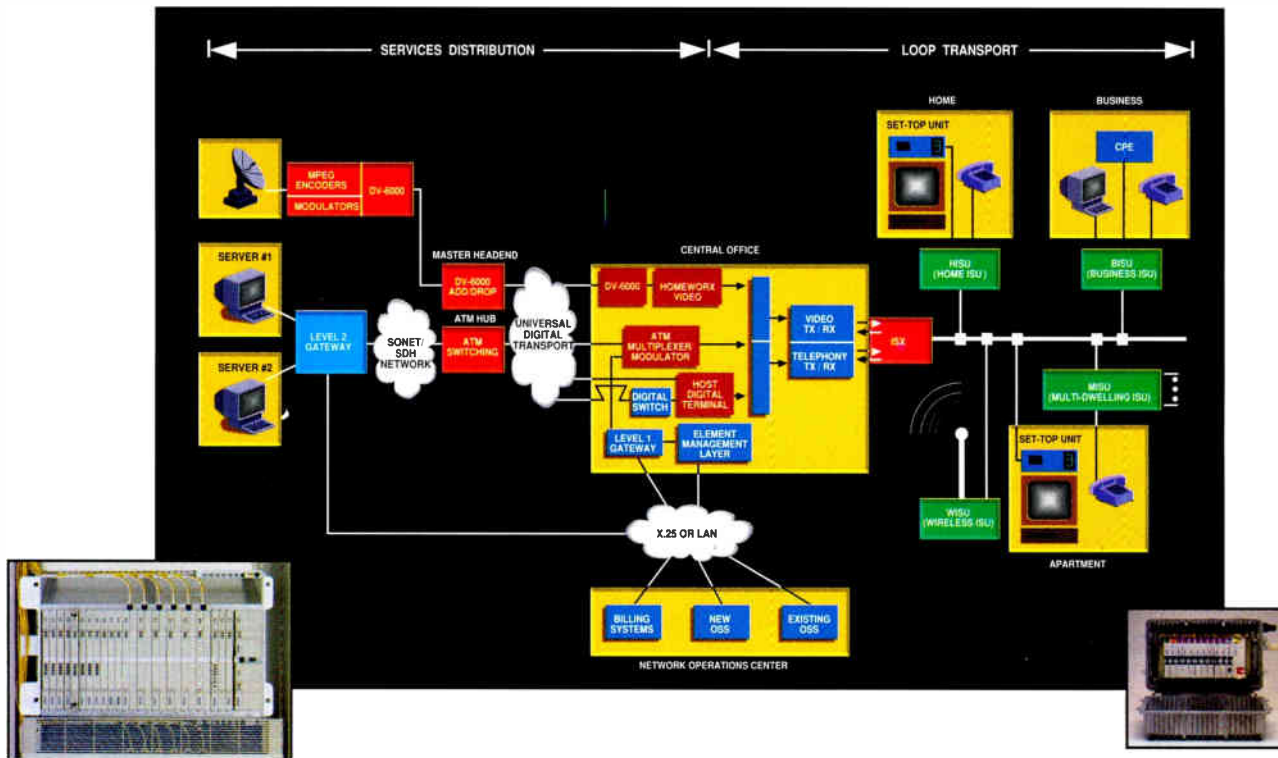 SERVICES DISTRIBUTION
LOOP TRANSPORT
HOME
BUSINESS
SET-TOP UNIT
CPE
MPEG
ENCODERS
MODULATORS
DV-6000
SERVER #1
MASTER HEADEND
CENTRAL OFFICE
HISU
(HOME ISU)
BISU
(BUSINESS ISU)
DV-6000
ADD/DROP
DV-6000
HOMEWORX
VIDEO
LEVEL 2
GATEWAY
SONET/
SDH
NETWORK
ATM HUB
ATM
SWITCHING
UNIVERSAL
DIGITAL
TRANSPORT
ATM
MULTIPLEXER
MODULATOR
VIDEO
TX / RX
TELEPHONY
TX / RX
ISX
SERVER #2
DIGITAL
SWITCH
HOST
DIGITAL
TERMINAL
MISU
(MULTI-DWELLING ISU)
LEVEL 1
GATEWAY
ELEMENT
MANAGEMENT
LAYER
SET-TOP UNIT
WISU
(WIRELESS ISU)
X.25 OR LAN
APARTMENT
BILLING
SYSTEMS
NEW
OSS
EXISTING
OSS
NETWORK OPERATIONS CENTER